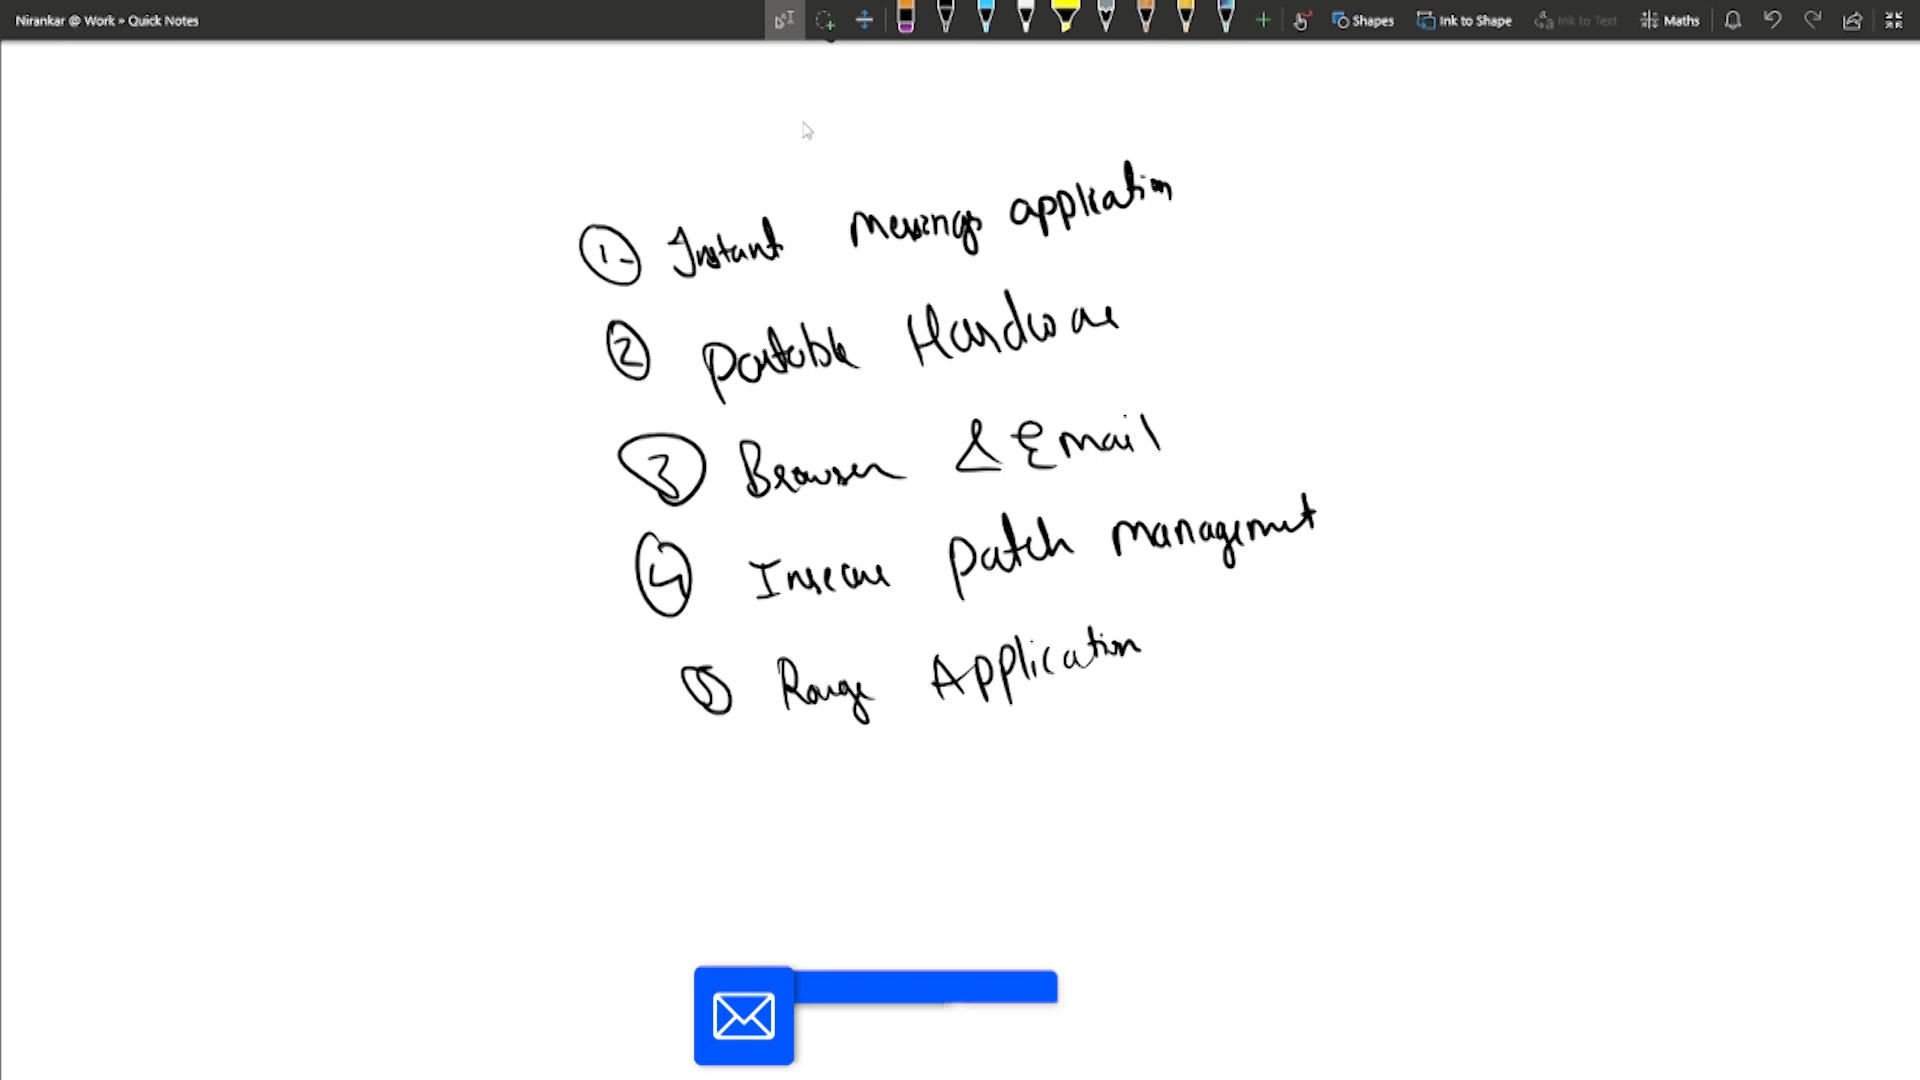 Nirankar @ Work » Quick Notes
Shapes Ink to Shape Ink to Text Maths
1. Instant Messings application
2 Portable Hardware
3 Browser & Email
4 Insecure patch management
5 Rouge Application